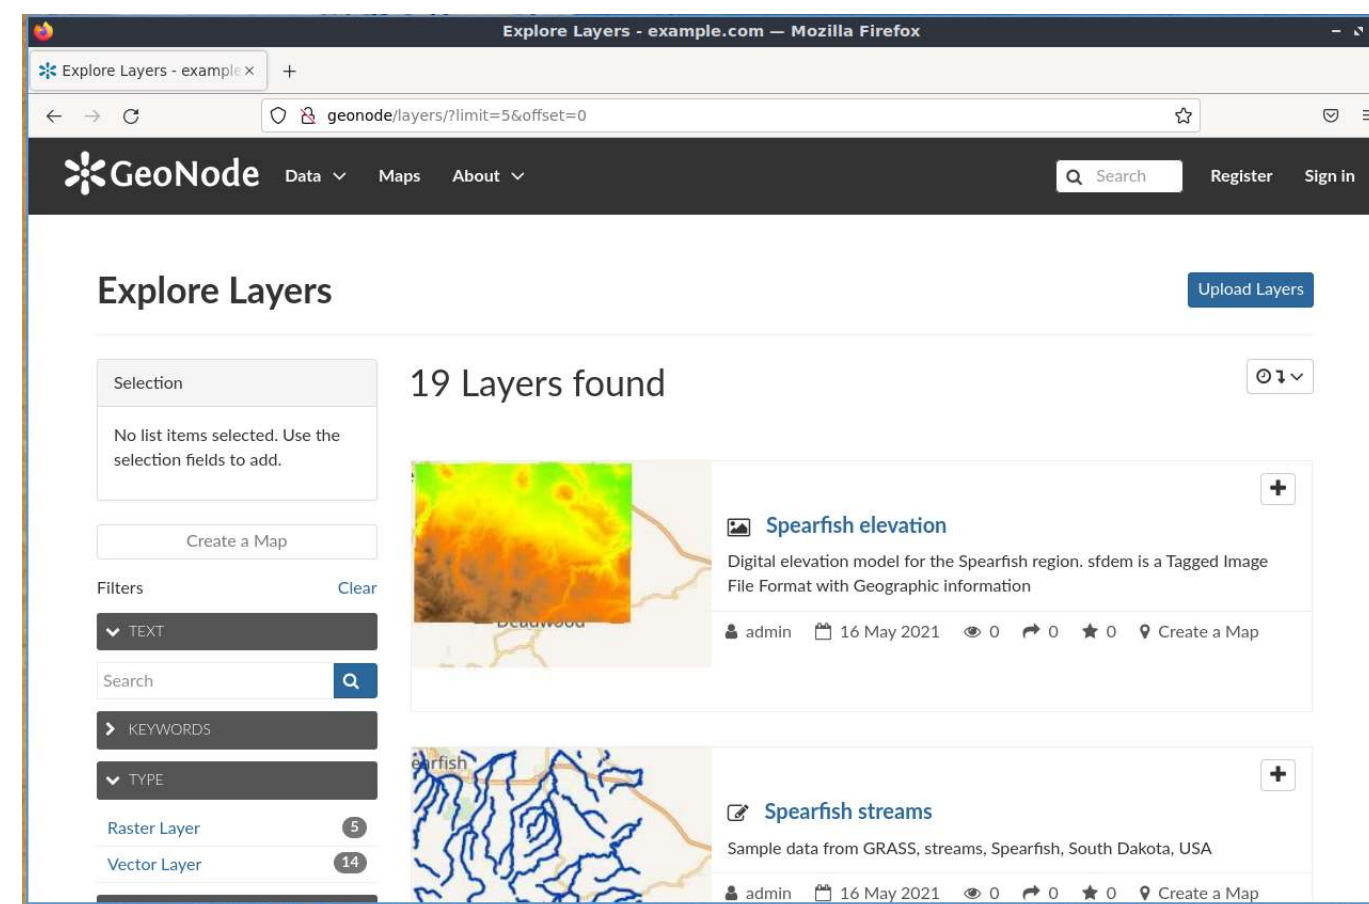 Explore Layers - example.com — Mozilla Firefox
Explore Layers - example
geonode/layers/?limit=5&offset=0
GeoNode Data Maps About Search Register Sign in
Explore Layers
Upload Layers
Selection
19 Layers found
No list items selected. Use the
selection fields to add.
Create a Map
Filters Clear
TEXT
Search
KEYWORDS
TYPE
Raster Layer 5
Vector Layer 14
Spearfish elevation
Digital elevation model for the Spearfish region. sfdem is a Tagged Image
File Format with Geographic information
Deadwood
admin 16 May 2021 0 0 0 Create a Map
earfish
Spearfish streams
Sample data from GRASS, streams, Spearfish, South Dakota, USA
admin 16 May 2021 0 0 0 Create a Map